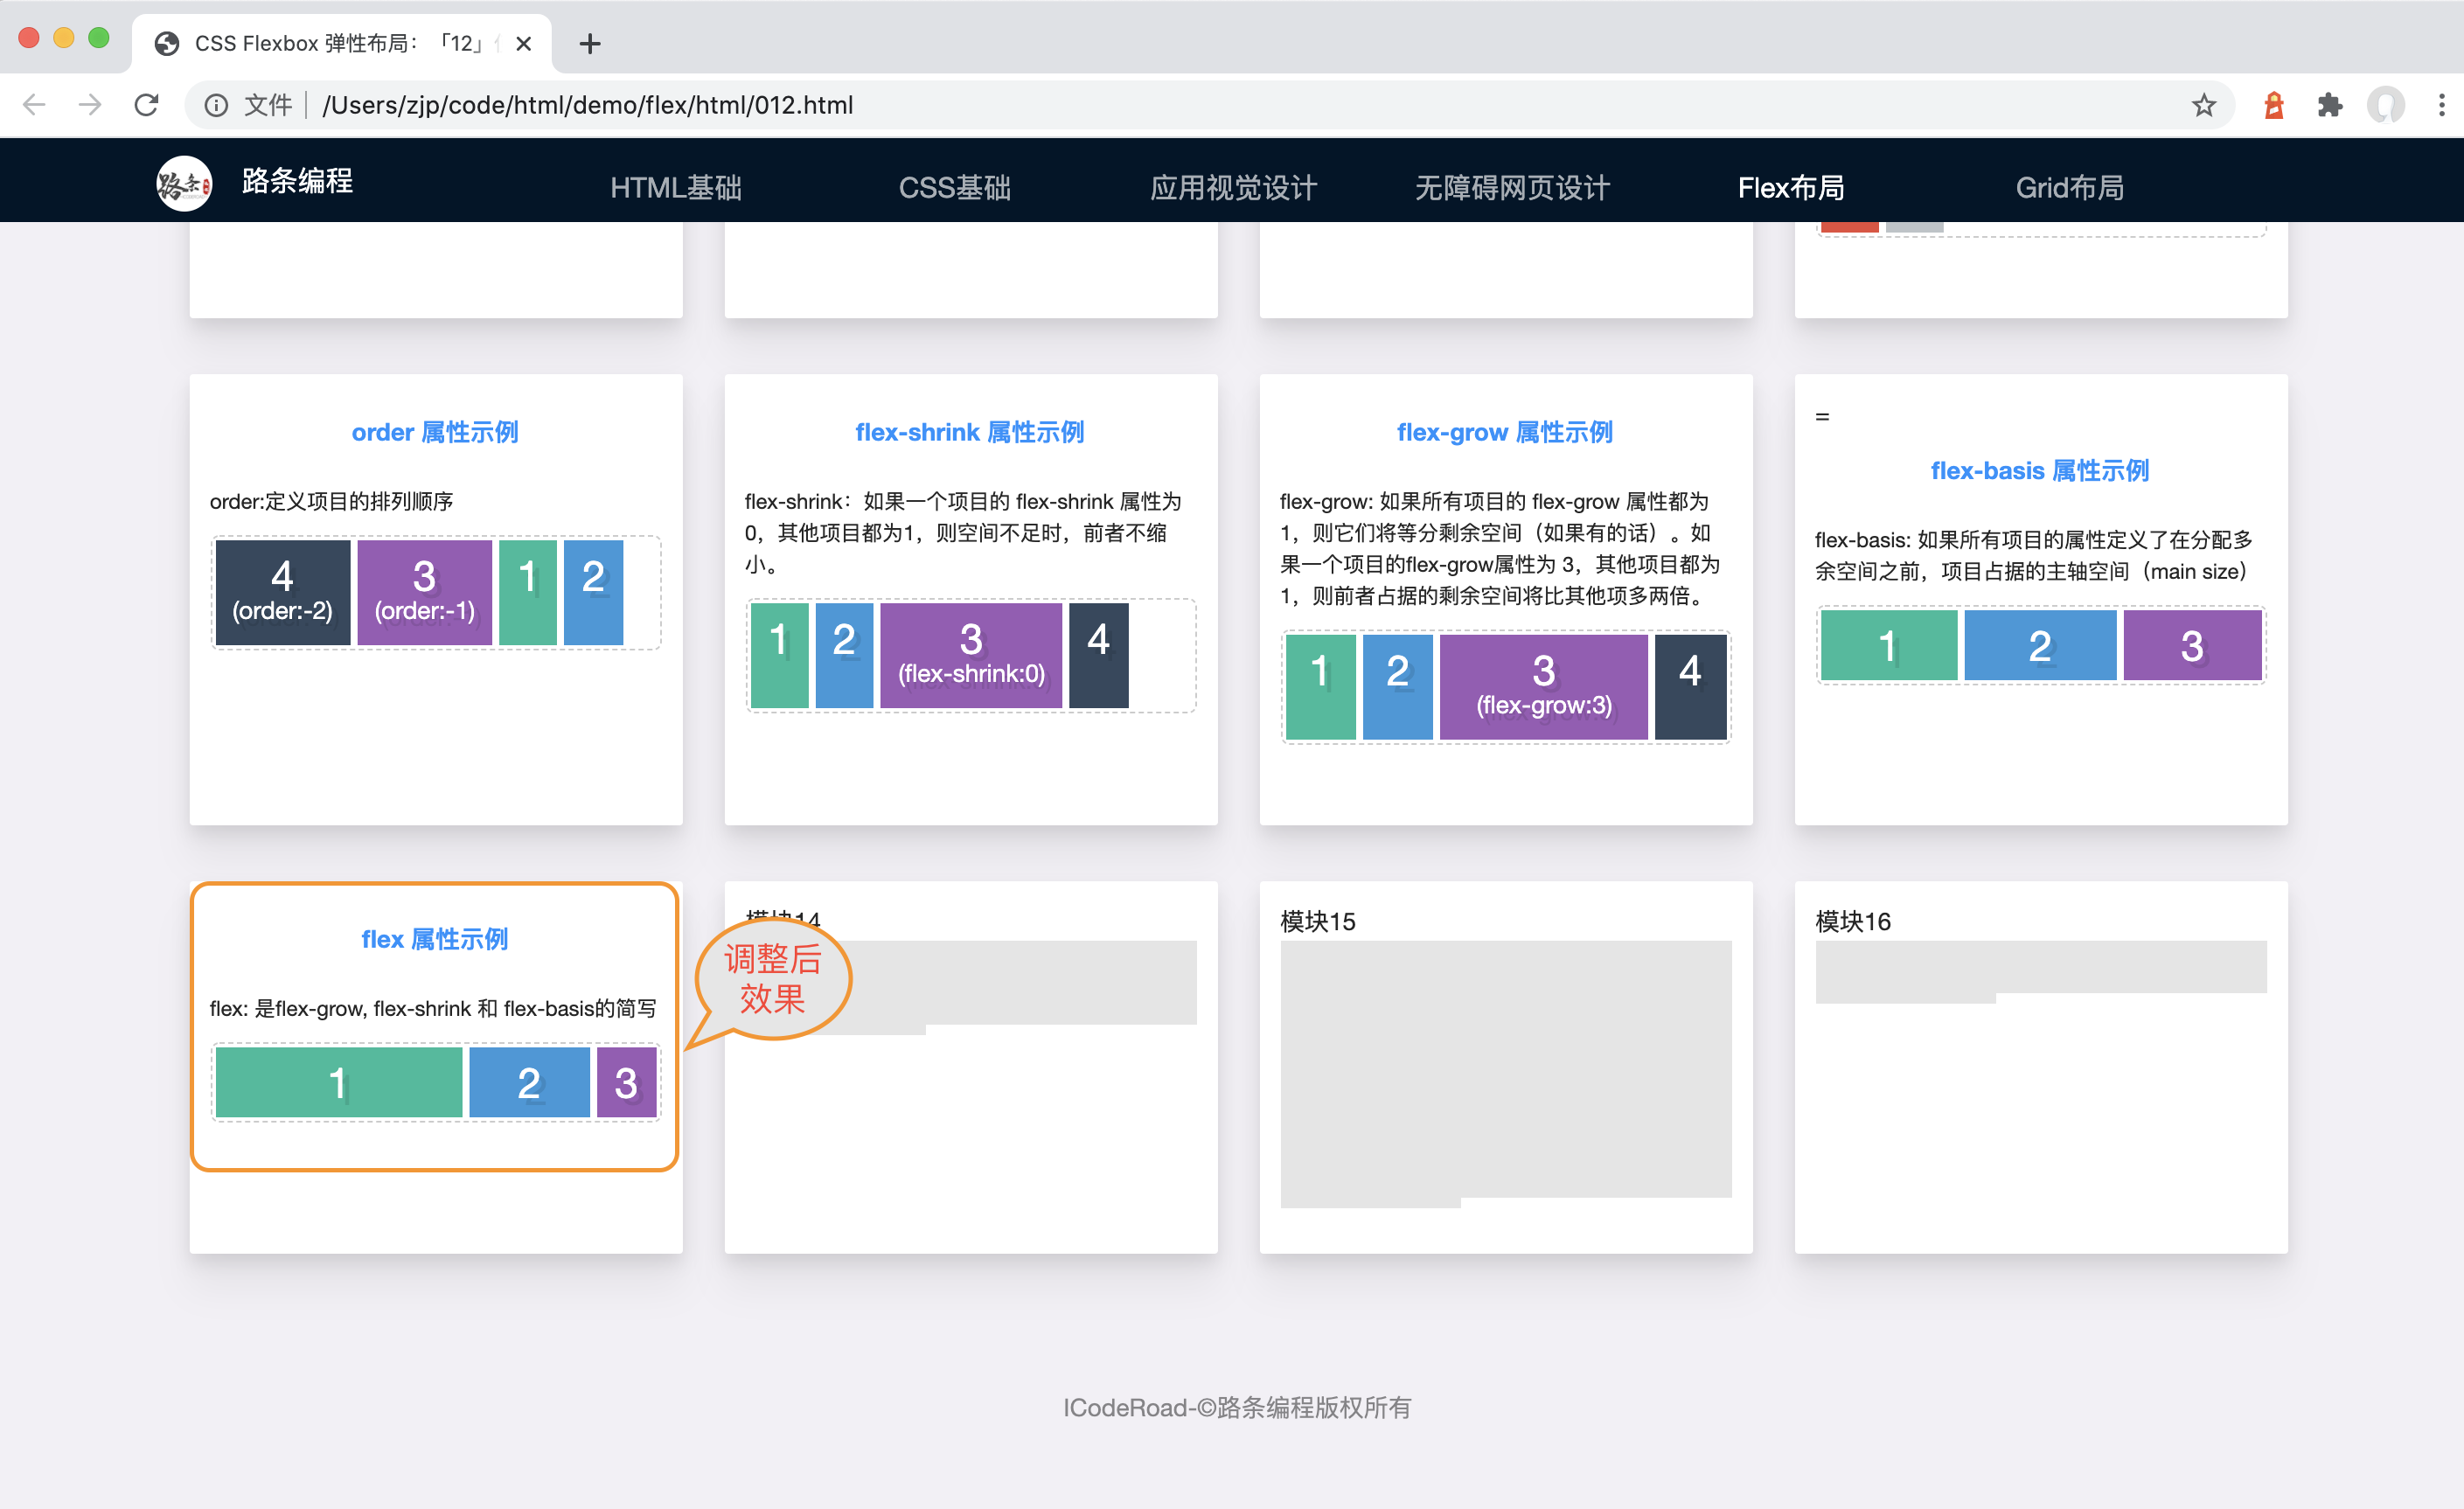 CSS Flexbox 弹性布局：「12」
文件 /Users/zjp/code/html/demo/flex/html/012.html
路条 路条编程 HTML基础 CSS基础 应用视觉设计 无障碍网页设计 Flex布局 Grid布局
order 属性示例
order:定义项目的排列顺序
4 3 1 2
(order:-2) (order:-1)
flex-shrink 属性示例
flex-shrink：如果一个项目的 flex-shrink 属性为
0，其他项目都为1，则空间不足时，前者不缩
小。
1 2 3 4
(flex-shrink:0)
flex-grow 属性示例
flex-grow: 如果所有项目的 flex-grow 属性都为
1，则它们将等分剩余空间（如果有的话）。如
果一个项目的flex-grow属性为 3，其他项目都为
1，则前者占据的剩余空间将比其他项多两倍。
1 2 3 4
(flex-grow:3)
=
flex-basis 属性示例
flex-basis: 如果所有项目的属性定义了在分配多
余空间之前，项目占据的主轴空间（main size）
1 2 3
flex 属性示例
flex: 是flex-grow, flex-shrink 和 flex-basis的简写
1 2 3
调整后
效果
模块14
模块15
模块16
ICodeRoad-©路条编程版权所有